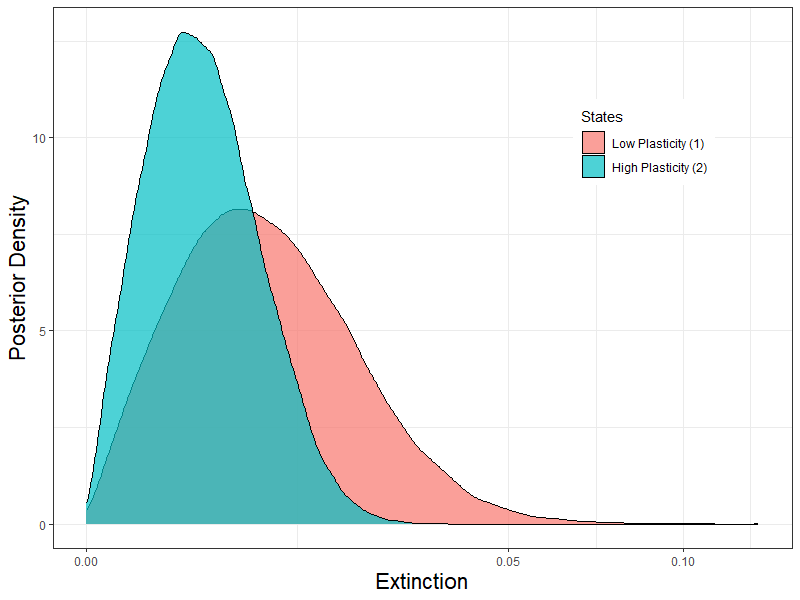 States
Low Plasticity (1)
High Plasticity (2)
Posterior Density
10
5
0
0.00
0.05
0.10
Extinction